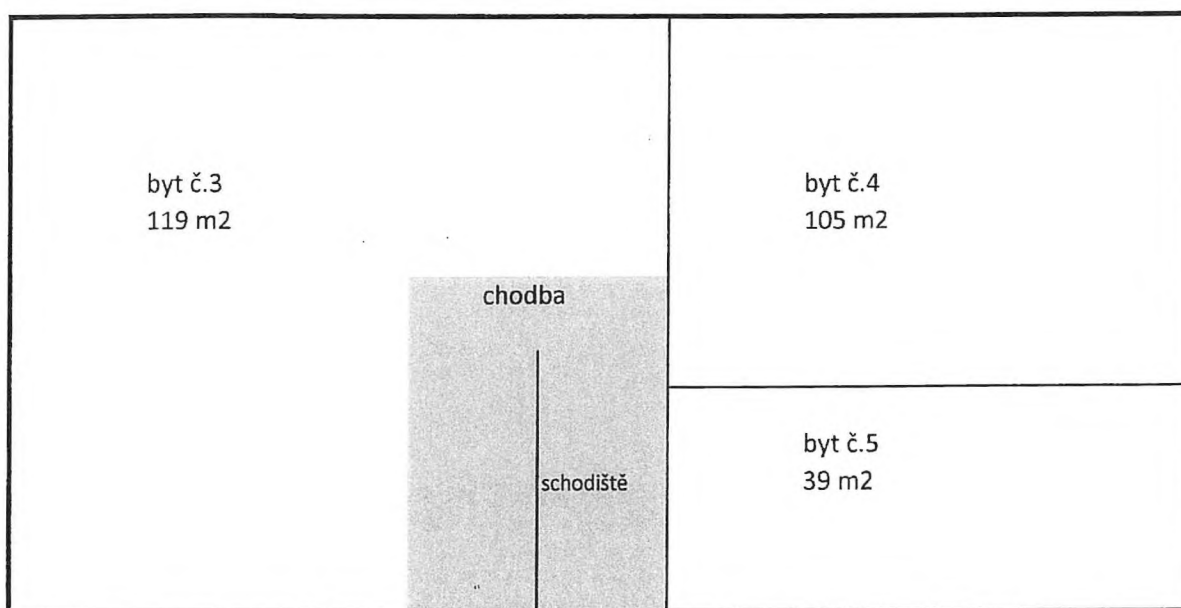 byt č.3
119 m2
byt č.4
105 m2
chodba
schodiště
byt č.5
39 m2